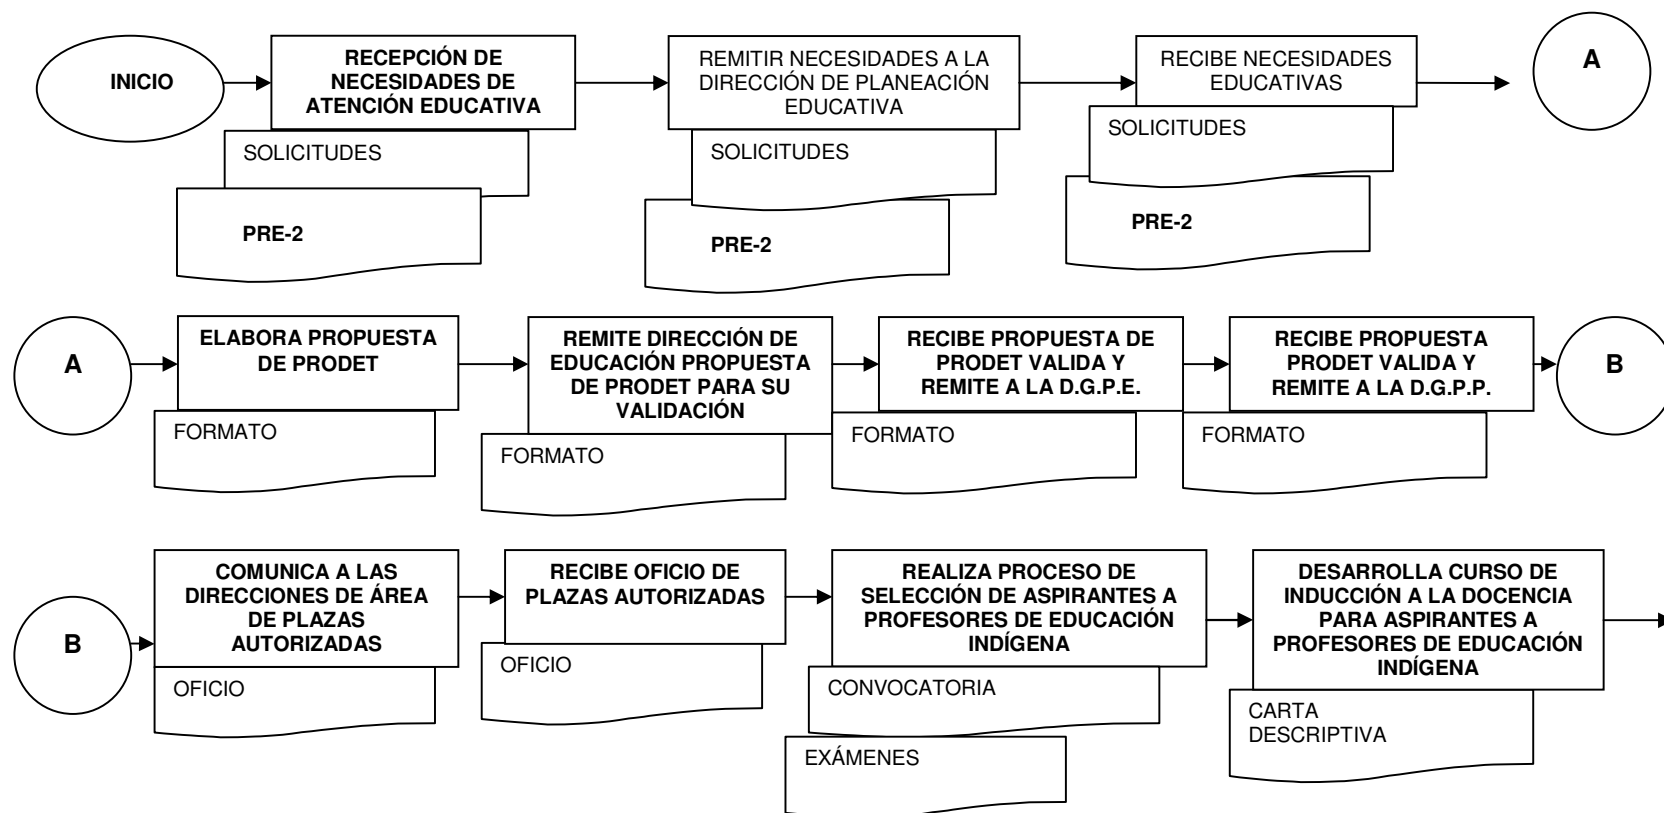 INICIO
RECEPCIÓN DE
NECESIDADES DE
ATENCIÓN EDUCATIVA
SOLICITUDES
PRE-2
REMITIR NECESIDADES A LA
DIRECCIÓN DE PLANEACIÓN
EDUCATIVA
SOLICITUDES
PRE-2
RECIBE NECESIDADES
EDUCATIVAS
SOLICITUDES
PRE-2
A
A
ELABORA PROPUESTA
DE PRODET
FORMATO
REMITE DIRECCIÓN DE
EDUCACIÓN PROPUESTA
DE PRODET PARA SU
VALIDACIÓN
FORMATO
RECIBE PROPUESTA DE
PRODET VALIDA Y
REMITE A LA D.G.P.E.
FORMATO
RECIBE PROPUESTA
PRODET VALIDA Y
REMITE A LA D.G.P.P.
FORMATO
B
B
COMUNICA A LAS
DIRECCIONES DE ÁREA
DE PLAZAS
AUTORIZADAS
OFICIO
RECIBE OFICIO DE
PLAZAS AUTORIZADAS
OFICIO
REALIZA PROCESO DE
SELECCIÓN DE ASPIRANTES A
PROFESORES DE EDUCACIÓN
INDÍGENA
CONVOCATORIA
EXÁMENES
DESARROLLA CURSO DE
INDUCCIÓN A LA DOCENCIA
PARA ASPIRANTES A
PROFESORES DE EDUCACIÓN
INDÍGENA
CARTA
DESCRIPTIVA